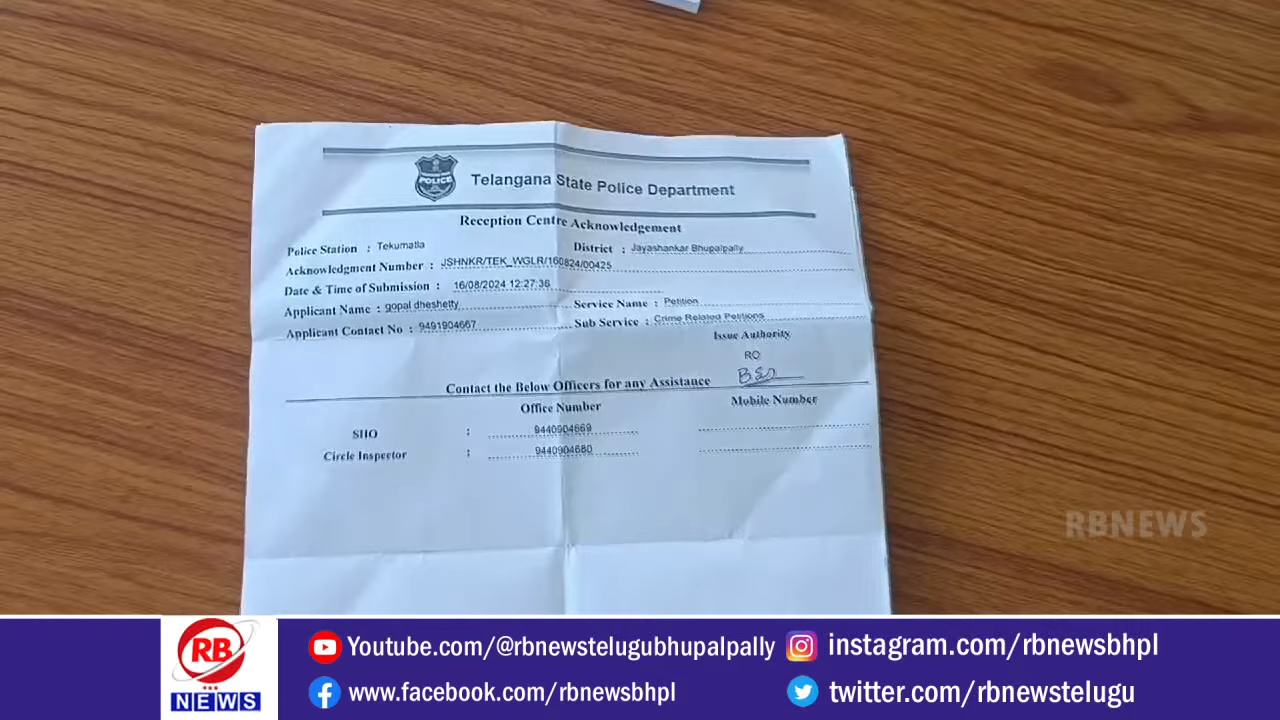 POLICE
Telangana State Police Department
Reception Centre Acknowledgement
Police Station : Tekumatla District : Jayashankar Bhupalpally
Acknowledgment Number : JSHNKR/TEK_WGLR/160824/00425
Date & Time of Submission : 16/08/2024 12:27:36
Applicant Name : gopal dheshetty Service Name : Petition
Applicant Contact No : 9491904667 Sub Service : Crime Related Petitions
Issue Authority
RO
Contact the Below Officers for any Assistance
Office Number Mobile Number
SHO : 9440904669
Circle Inspector : 9440904680
RBNEWS
RB
NEWS
Youtube.com/@rbnewstelugubhupalpally instagram.com/rbnewsbhpl
www.facebook.com/rbnewsbhpl twitter.com/rbnewstelugu